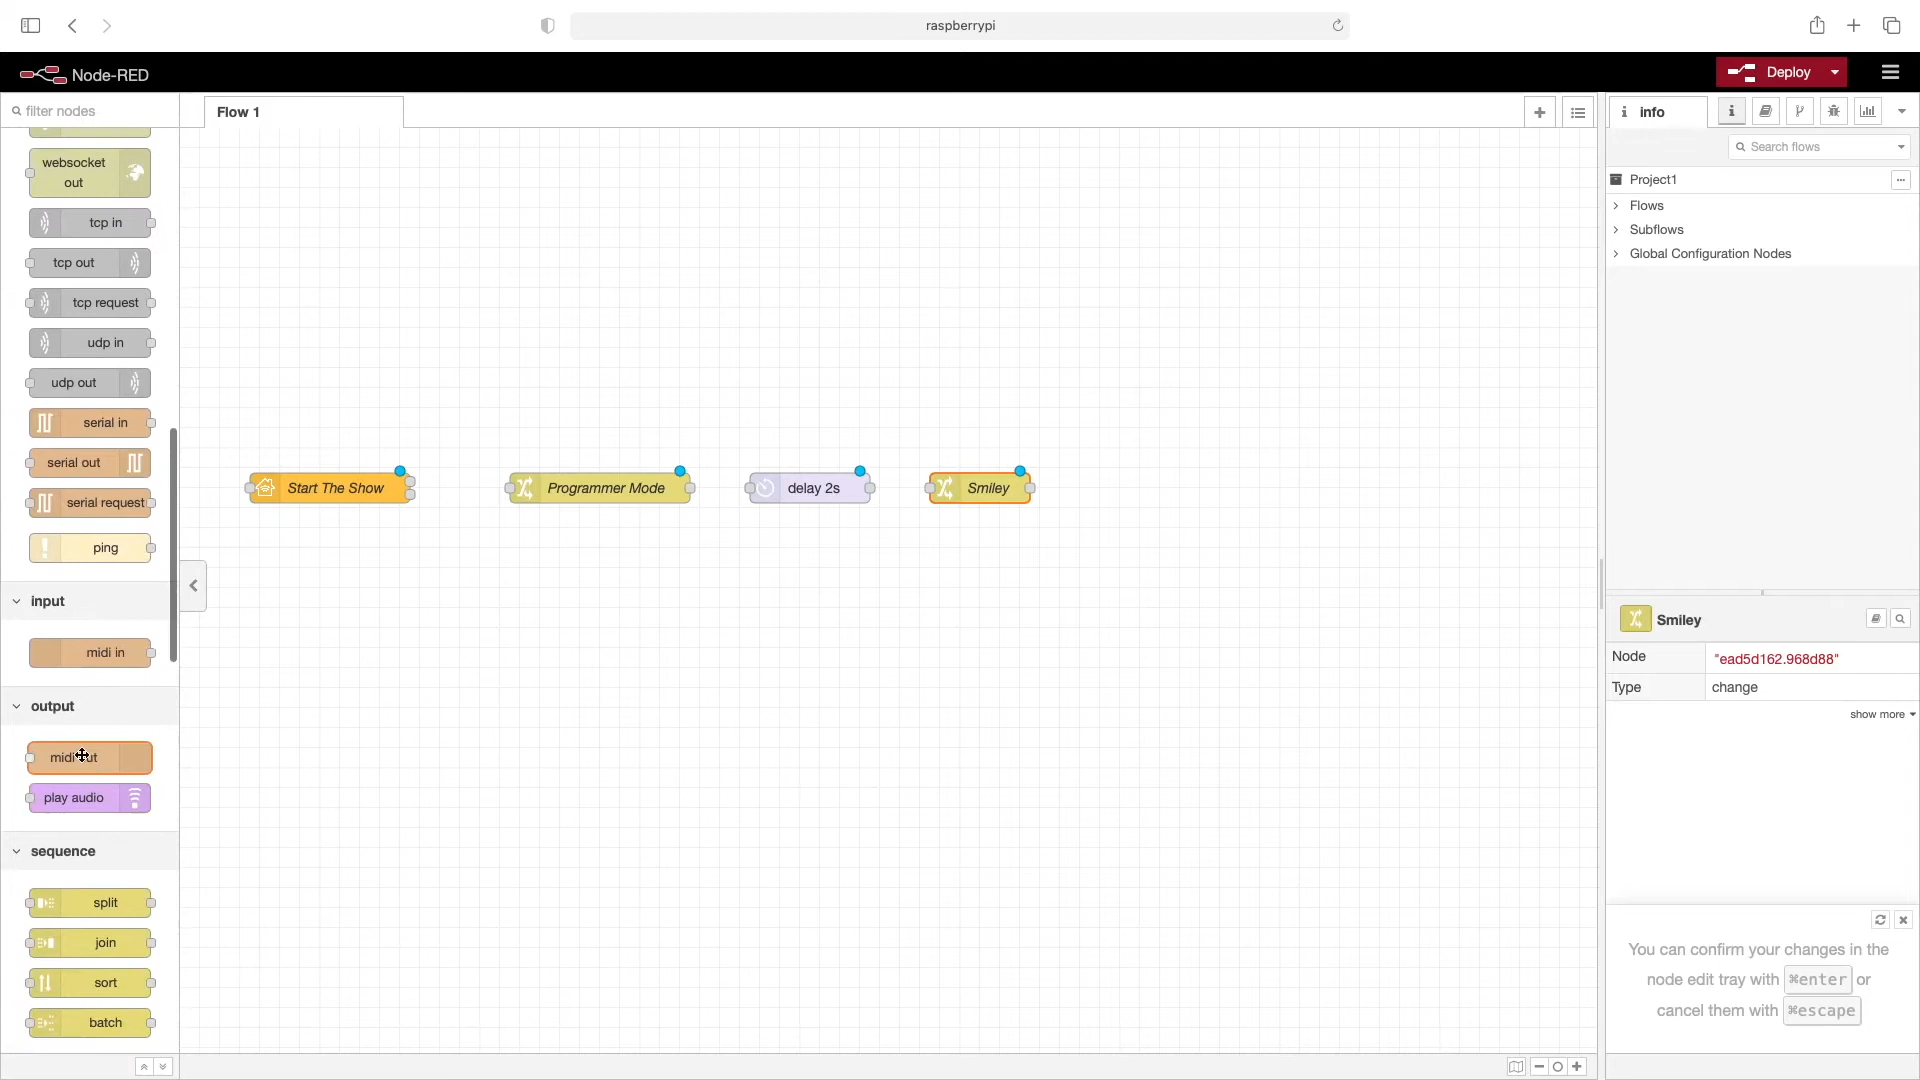 raspberrypi
Node-RED
Deploy
filter nodes
Flow 1
info
Search flows
Project1
Flows
Subflows
Global Configuration Nodes
websocket
out
tcp in
tcp out
tcp request
udp in
udp out
serial in
serial out
serial request
ping
input
midi in
output
play audio
sequence
split
join
sort
batch
Start The Show
Programmer Mode
delay 2s
Smiley
Smiley
Node "ead5d162.968d88"
Type change
show more
You can confirm your changes in the
node edit tray with ⌘enter or
cancel them with ⌘escape